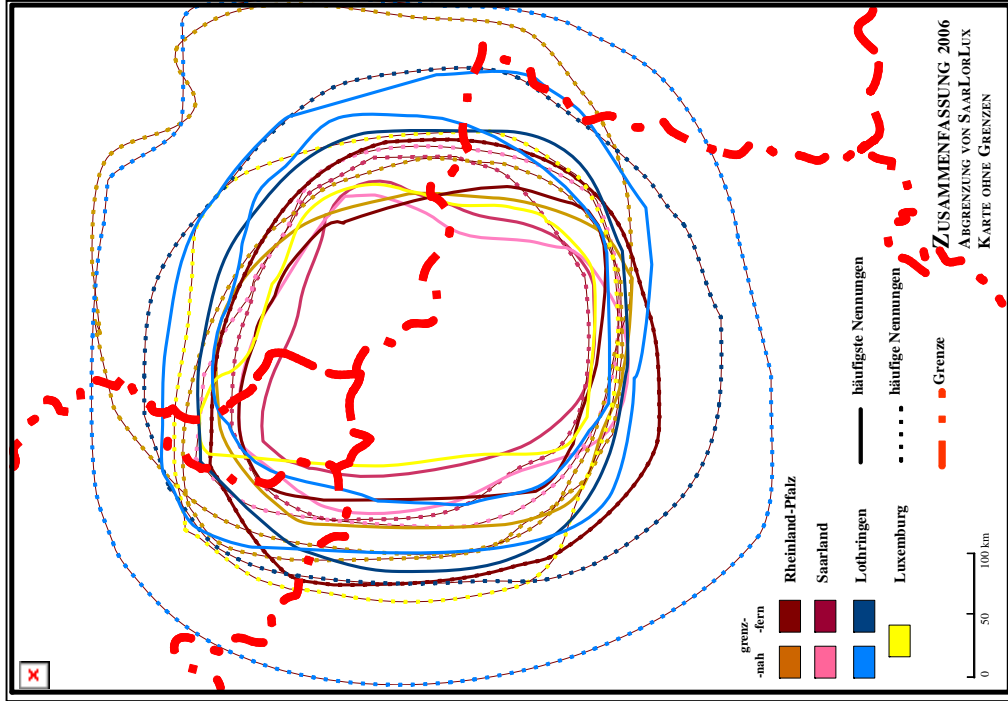 ZUSAMMENFASSUNG 2006
ABGRENZUNG VON SAARLORLUX
KARTE OHNE GRENZEN
grenz-
-nah -fern
Rheinland-Pfalz
Saarland
Lothringen
Luxemburg
häufigste Nennungen
häufige Nennnungen
Grenze
0 50 100 km